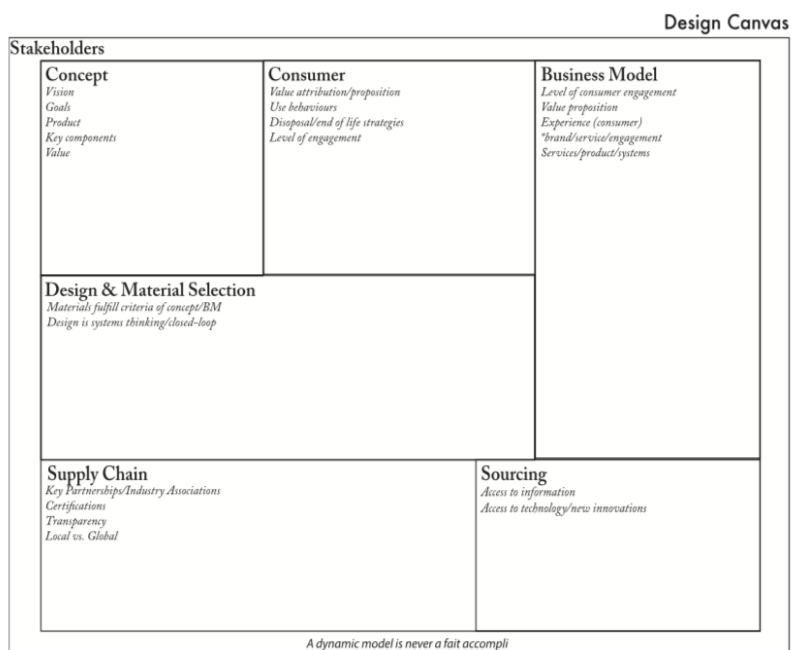 Design Canvas
Stakeholders
Concept
Vision
Goals
Product
Key components
Value
Consumer
Value attribution/proposition
Use behaviours
Disoposal/end of life strategies
Level of engagement
Business Model
Level of consumer engagement
Value proposition
Experience (consumer)
*brand/service/engagement
Services/product/systems
Design & Material Selection
Materials fulfill criteria of concept/BM
Design is systems thinking/closed-loop
Supply Chain
Key Partnerships/Industry Associations
Certifications
Transparency
Local vs. Global
Sourcing
Access to information
Access to technology/new innovations
A dynamic model is never a fait accompli